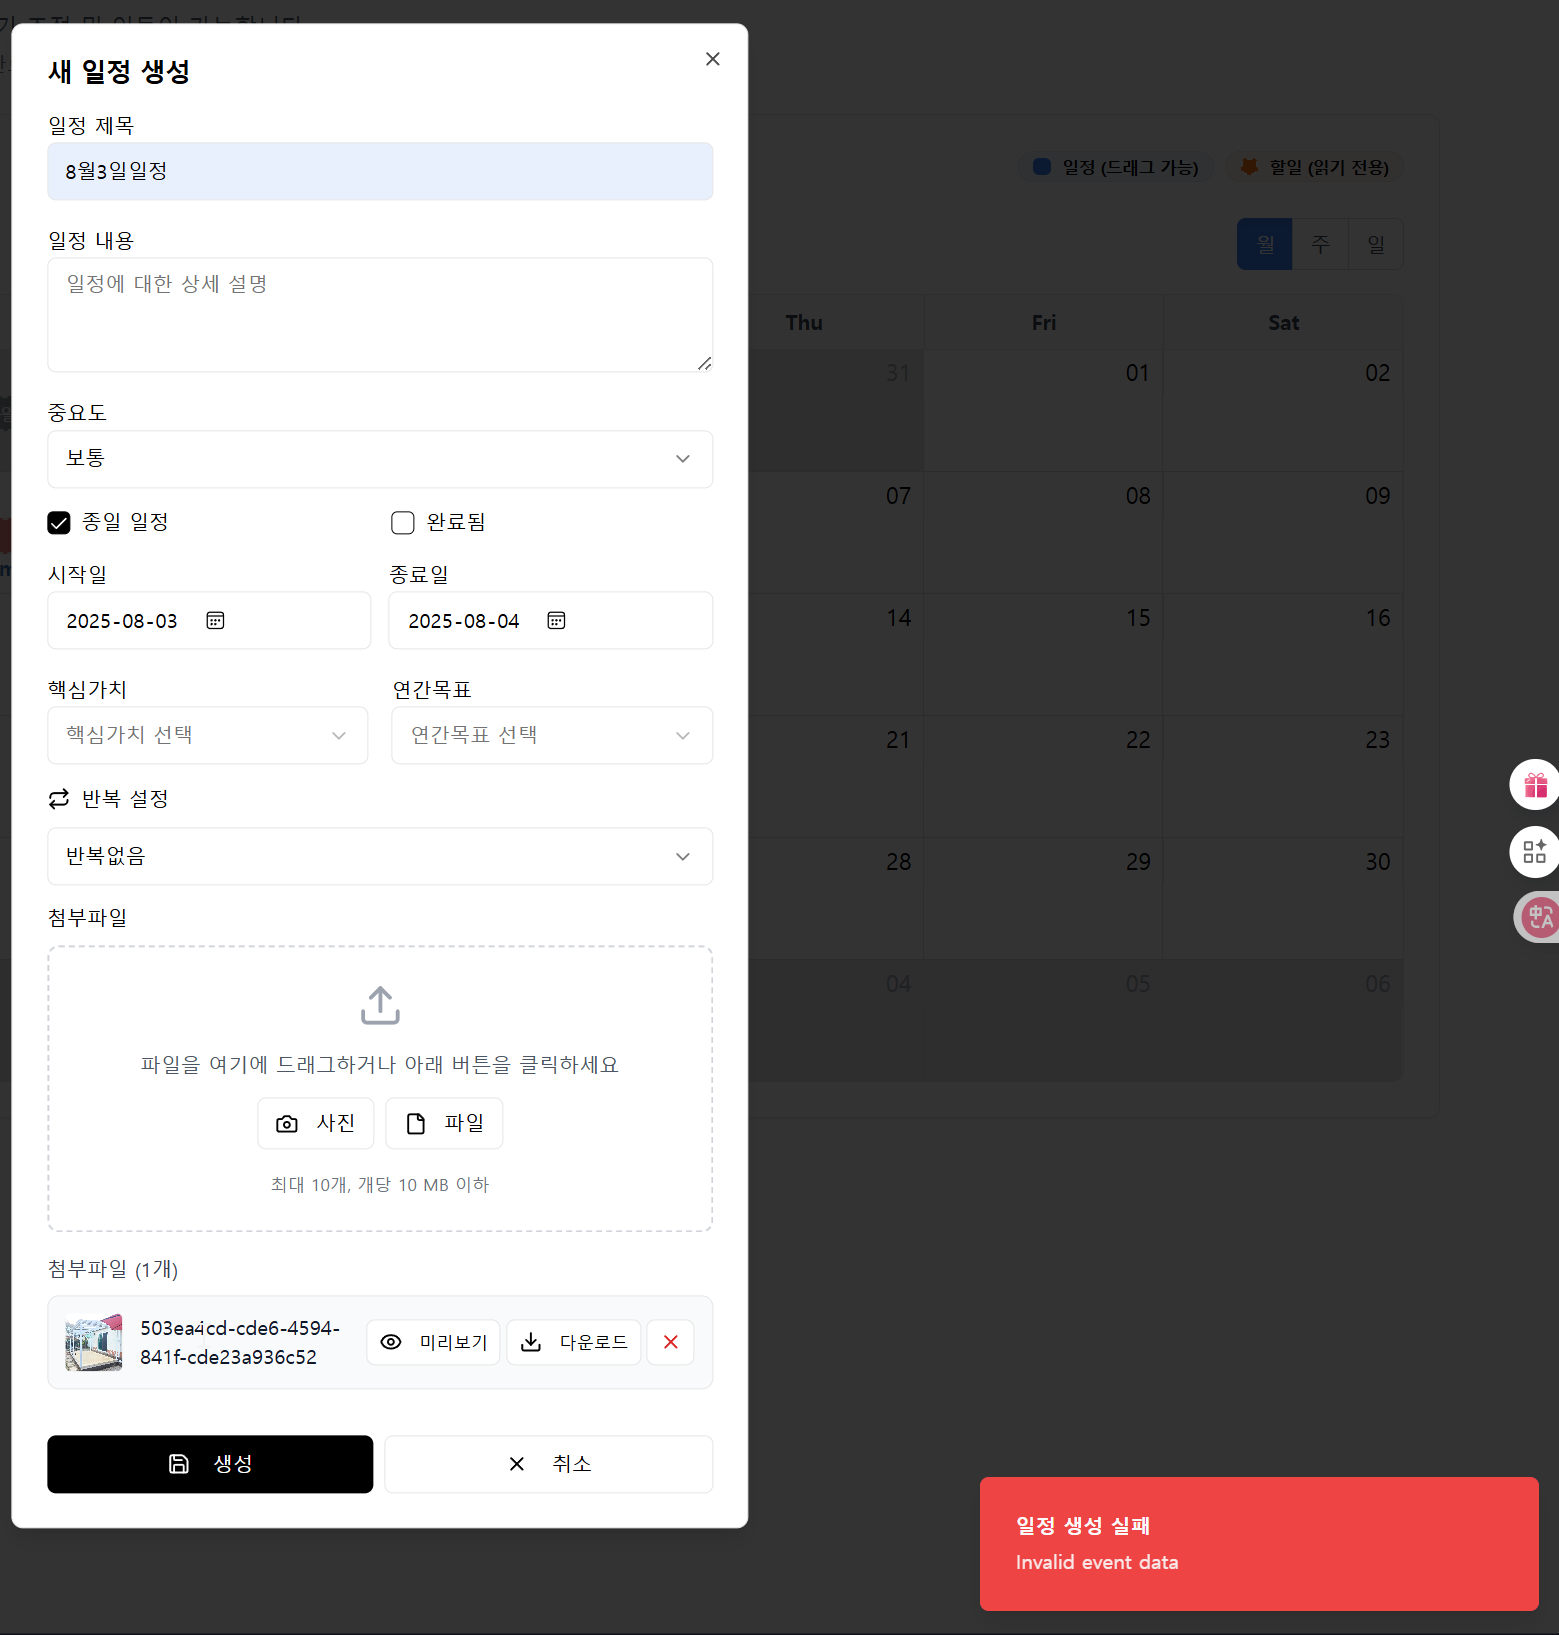 새 일정 생성
일정 제목
8월3일일정
일정 내용
일정에 대한 상세 설명
중요도
보통
종일 일정
완료됨
시작일
종료일
2025-08-03
2025-08-04
핵심가치
연간목표
핵심가치 선택
연간목표 선택
반복 설정
반복없음
첨부파일
파일을 여기에 드래그하거나 아래 버튼을 클릭하세요
사진
파일
최대 10개, 개당 10 MB 이하
첨부파일 (1개)
503ea4cd-cde6-4594-
841f-cde23a936c52
미리보기
다운로드
생성
취소
일정 (드래그 가능)
할일 (읽기 전용)
월
주
일
Thu
Fri
Sat
31
01
02
07
08
09
14
15
16
21
22
23
28
29
30
04
05
06
일정 생성 실패
Invalid event data